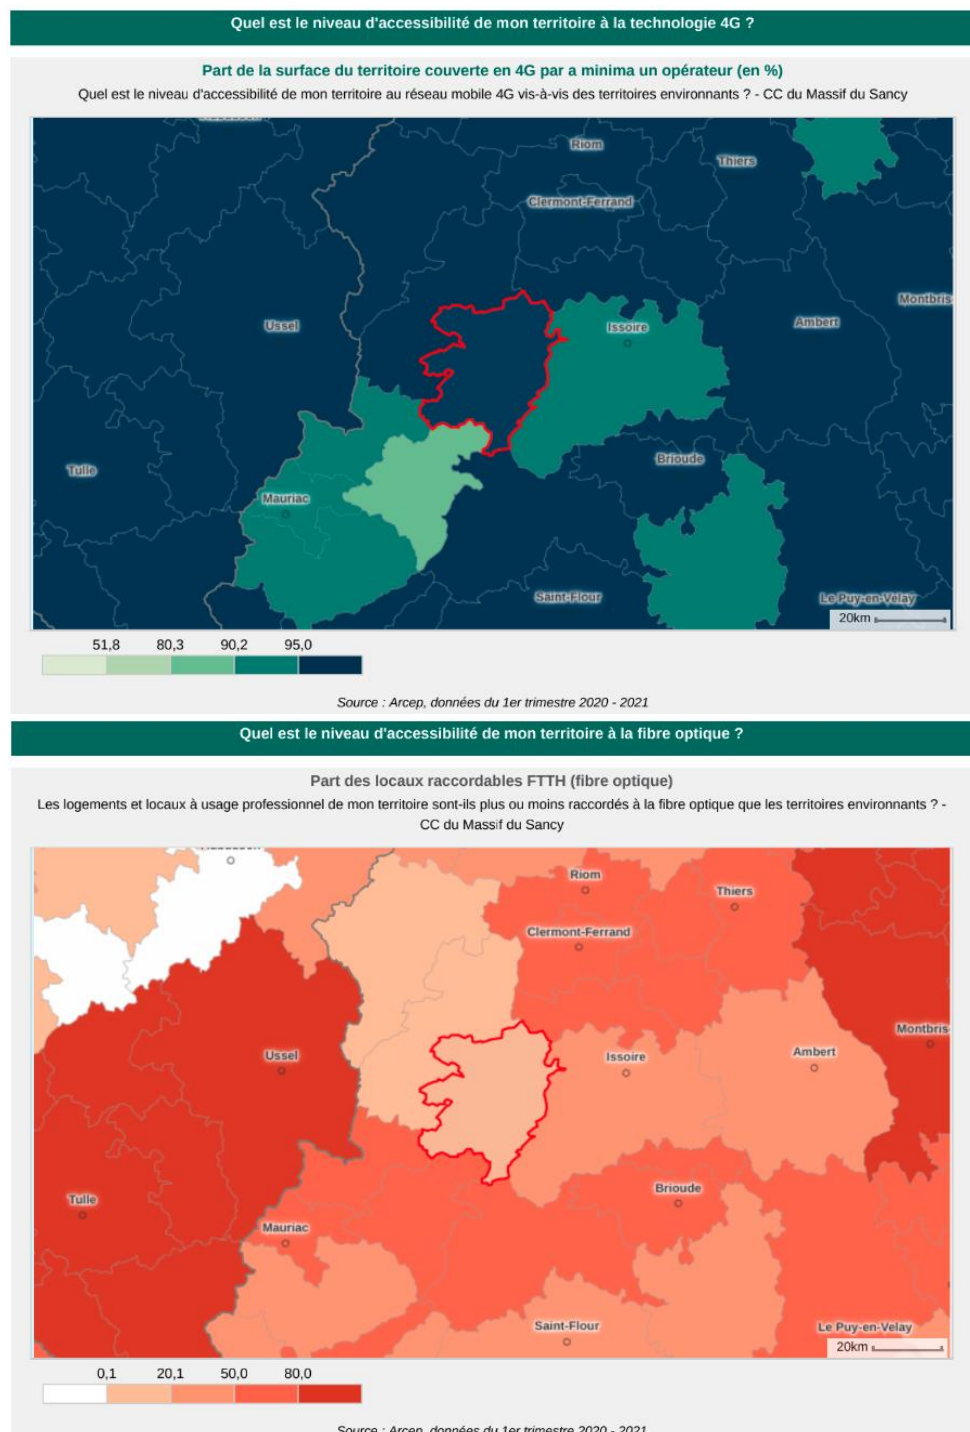 Quel est le niveau d'accessibilité de mon territoire à la technologie 4G ?
Part de la surface du territoire couverte en 4G par a minima un opérateur (en %)
Quel est le niveau d'accessibilité de mon territoire au réseau mobile 4G vis-à-vis des territoires environnants ? - CC du Massif du Sancy
Riom
Thiers
Clermont-Ferrand
Montbris
Ussel
Issoire
Ambert
Tulle
Brioude
Mauriac
Saint-Flour
Le Puy-en-Velay
20km
51,8 80,3 90,2 95,0
Source : Arcep, données du 1er trimestre 2020 - 2021
Quel est le niveau d'accessibilité de mon territoire à la fibre optique ?
Part des locaux raccordables FTTH (fibre optique)
Les logements et locaux à usage professionnel de mon territoire sont-ils plus ou moins raccordés à la fibre optique que les territoires environnants ? -
CC du Massif du Sancy
Riom
Thiers
Clermont-Ferrand
Montbris
Ussel
Issoire
Ambert
Tulle
Brioude
Mauriac
Saint-Flour
Le Puy-en-Velay
20km
0,1 20,1 50,0 80,0
Source : Arcep, données du 1er trimestre 2020 - 2021